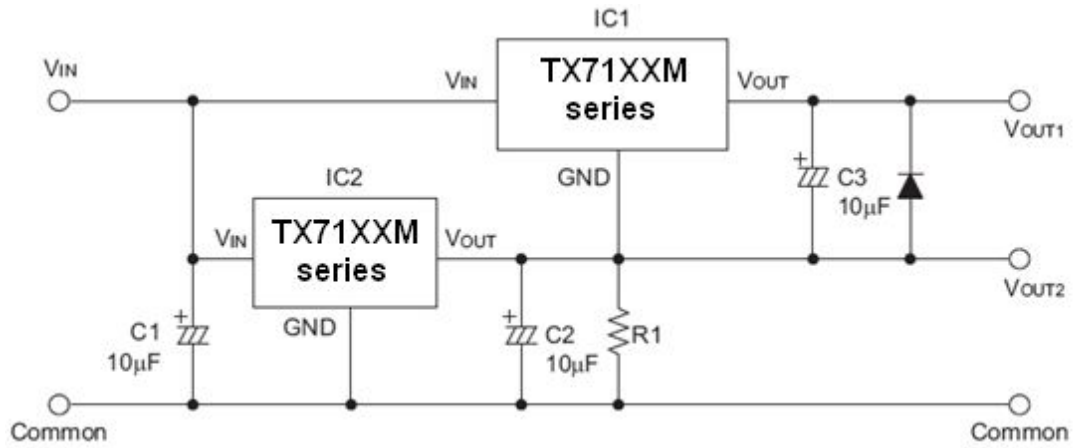 IC1
VIN
VIN
TX71XXM
series
VOUT
VOUT1
GND
C3
10μF
IC2
VIN
TX71XXM
series
VOUT
VOUT2
GND
C1
10μF
C2
10μF
R1
Common
Common
+
+
+